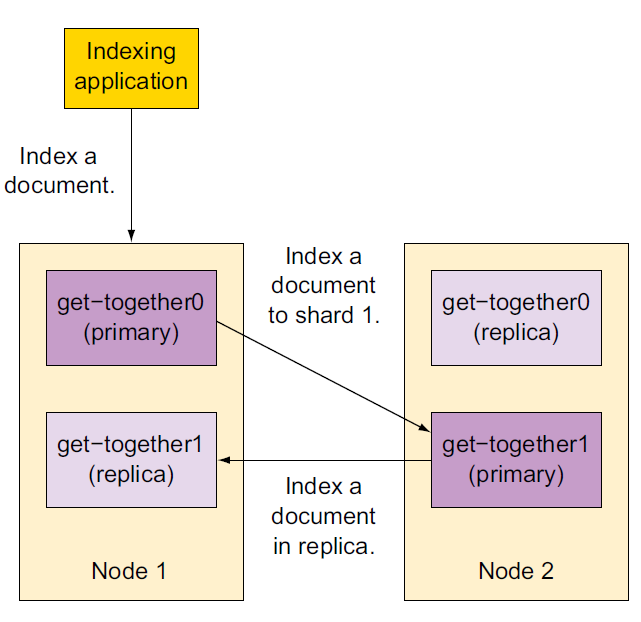 Indexing
application
Index a
document.
Index a
document
to shard 1.
get−together0
(primary)
get−together0
(replica)
get−together1
(replica)
get−together1
(primary)
Index a
document
in replica.
Node 1
Node 2